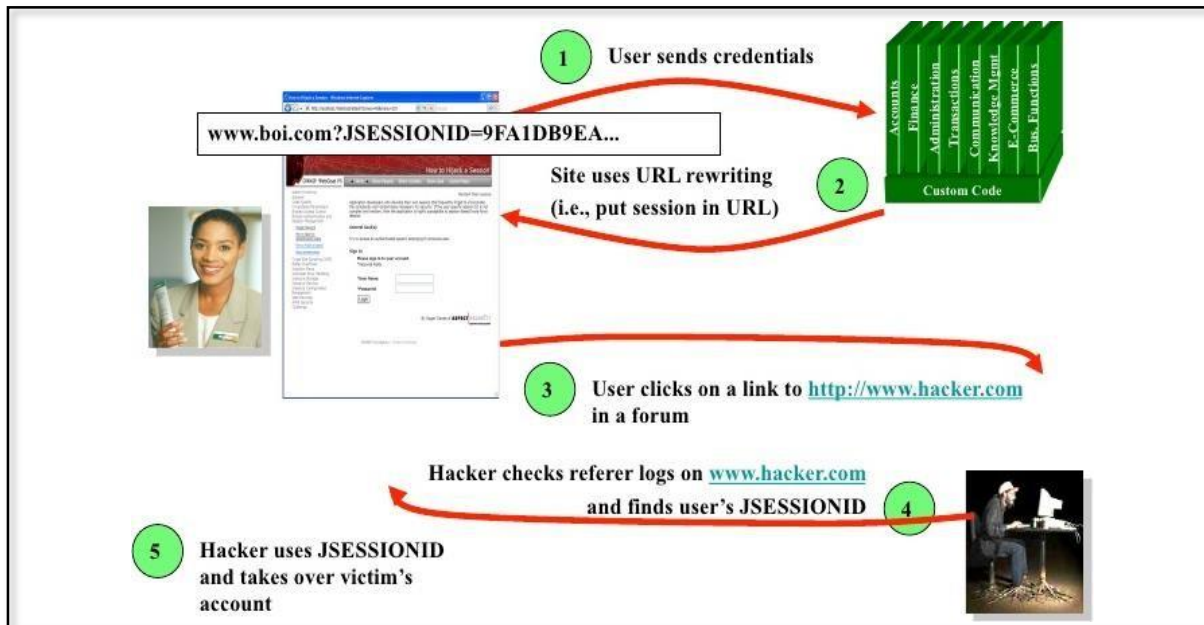 1
User sends credentials
Accounts
Finance
Administration
Transactions
Communication
Knowledge Mgmt
E-Commerce
Bus. Functions
Custom Code
www.boi.com?JSESSIONID=9FA1DB9EA...
How to Hijack a Session
Site uses URL rewriting
(i.e., put session in URL)
2
3
User clicks on a link to http://www.hacker.com
in a forum
Hacker checks referer logs on www.hacker.com
and finds user's JSESSIONID
4
5
Hacker uses JSESSIONID
and takes over victim's
account